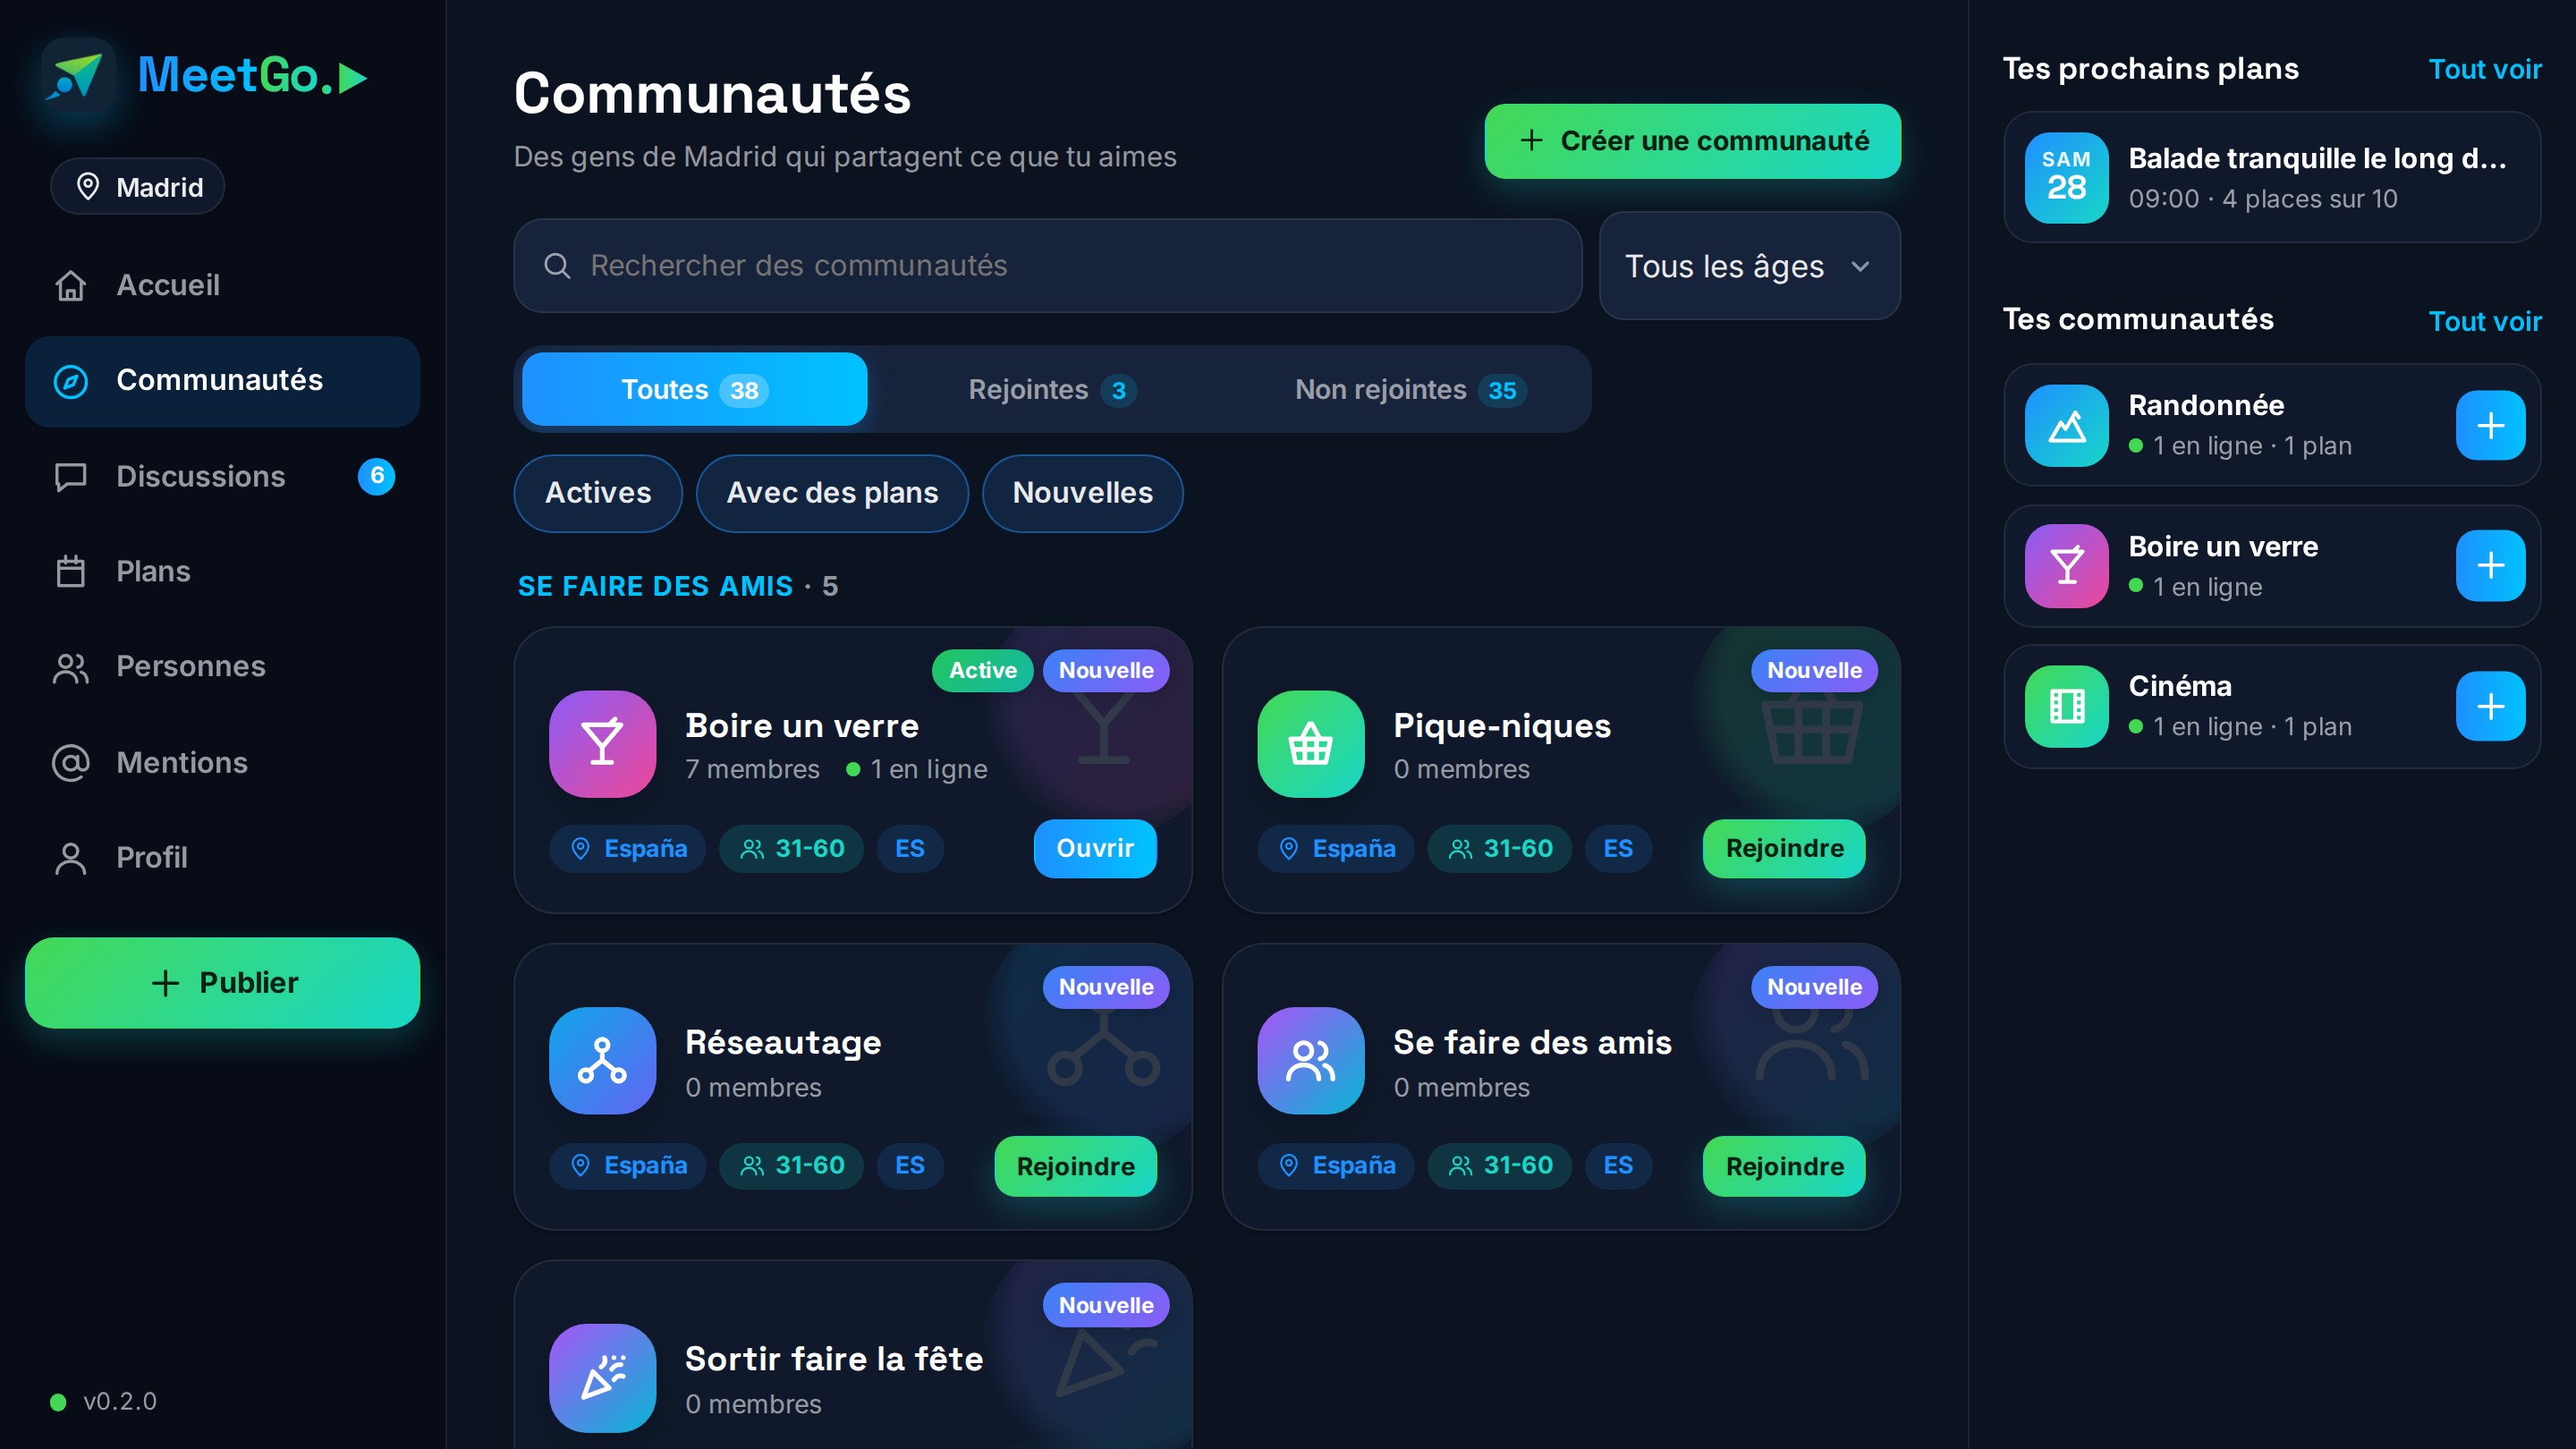 MeetGo.
Madrid
Accueil
Communautés
Discussions 6
Plans
Personnes
Mentions
Profil
Publier
v0.2.0
Communautés
Des gens de Madrid qui partagent ce que tu aimes
Créer une communauté
Rechercher des communautés
Tous les âges
Toutes 38
Rejointes 3
Non rejointes 35
Actives
Avec des plans
Nouvelles
SE FAIRE DES AMIS · 5
Active
Nouvelle
Boire un verre
7 membres 1 en ligne
España 31-60 ES
Ouvrir
Nouvelle
Pique-niques
0 membres
España 31-60 ES
Rejoindre
Nouvelle
Réseautage
0 membres
España 31-60 ES
Rejoindre
Nouvelle
Se faire des amis
0 membres
España 31-60 ES
Rejoindre
Nouvelle
Sortir faire la fête
0 membres
Tes prochains plans
Tout voir
SAM
28
Balade tranquille le long d...
09:00 · 4 places sur 10
Tes communautés
Tout voir
Randonnée
1 en ligne · 1 plan
Boire un verre
1 en ligne
Cinéma
1 en ligne · 1 plan